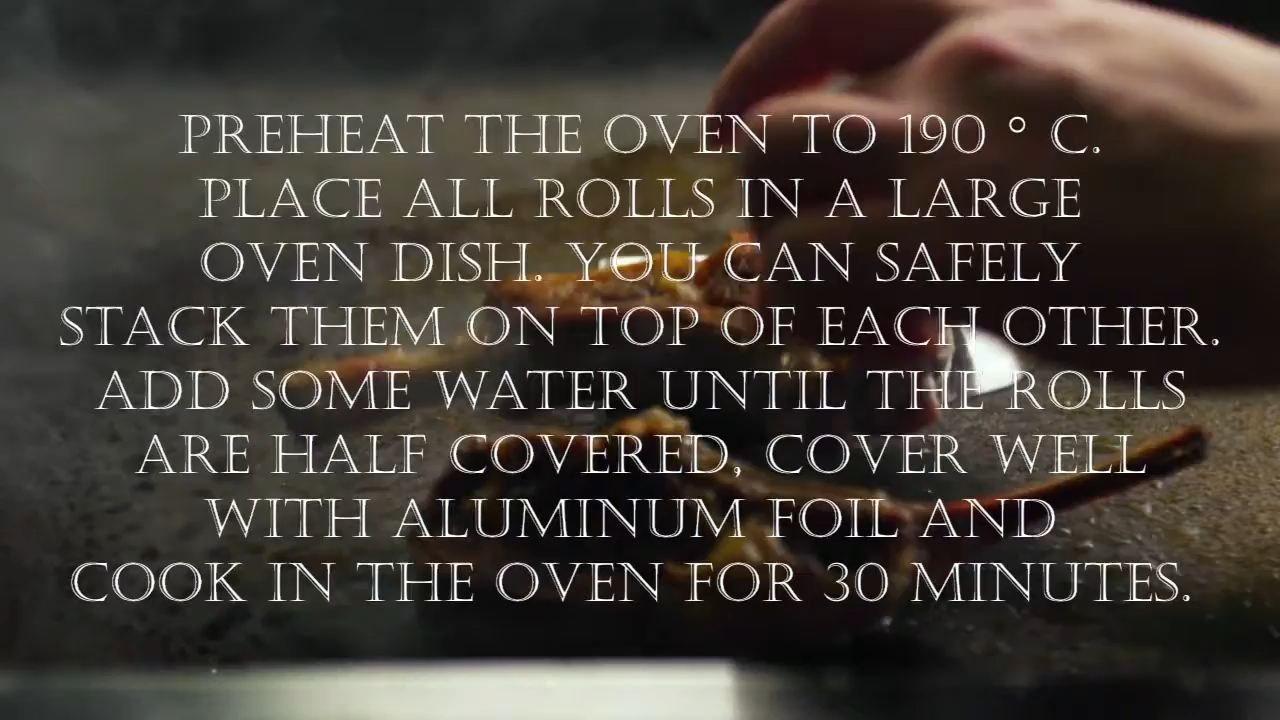 PREHEAT THE OVEN TO 190 ° C.
PLACE ALL ROLLS IN A LARGE
OVEN DISH. YOU CAN SAFELY
STACK THEM ON TOP OF EACH OTHER.
ADD SOME WATER UNTIL THE ROLLS
ARE HALF COVERED, COVER WELL
WITH ALUMINUM FOIL AND
COOK IN THE OVEN FOR 30 MINUTES.